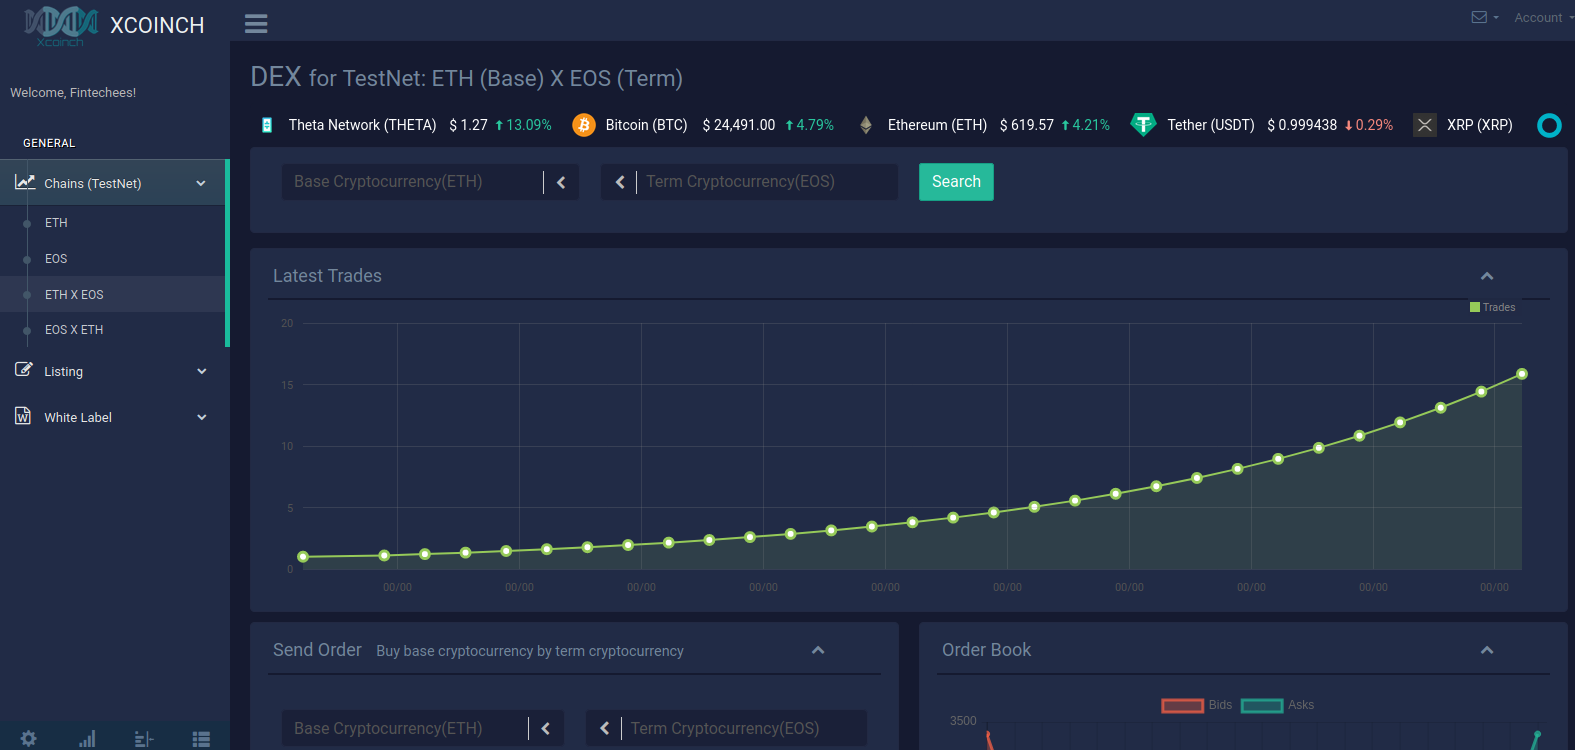 Xcoinch
XCOINCH
Account
Welcome, Fintechees!
GENERAL
Chains (TestNet)
ETH
EOS
ETH X EOS
EOS X ETH
Listing
White Label
DEX for TestNet: ETH (Base) X EOS (Term)
Theta Network (THETA) $ 1.27 13.09% Bitcoin (BTC) $ 24,491.00 4.79% Ethereum (ETH) $ 619.57 4.21% Tether (USDT) $ 0.999438 0.29% XRP (XRP)
Base Cryptocurrency(ETH) Term Cryptocurrency(EOS) Search
Latest Trades
Trades
20
15
10
5
0
00/00 00/00 00/00 00/00 00/00 00/00 00/00 00/00 00/00 00/00
Send Order Buy base cryptocurrency by term cryptocurrency
Base Cryptocurrency(ETH) Term Cryptocurrency(EOS)
Order Book
Bids Asks
3500